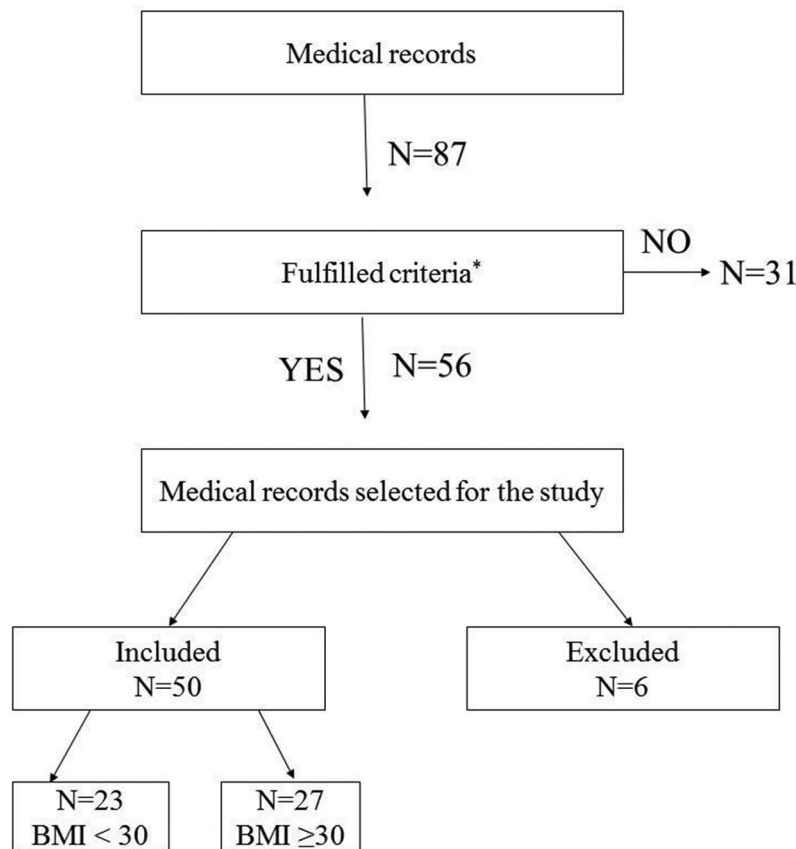 Medical records
N=87
Fulfilled criteria*
NO
N=31
YES
N=56
Medical records selected for the study
Included
N=50
Excluded
N=6
N=23
BMI < 30
N=27
BMI ≥30